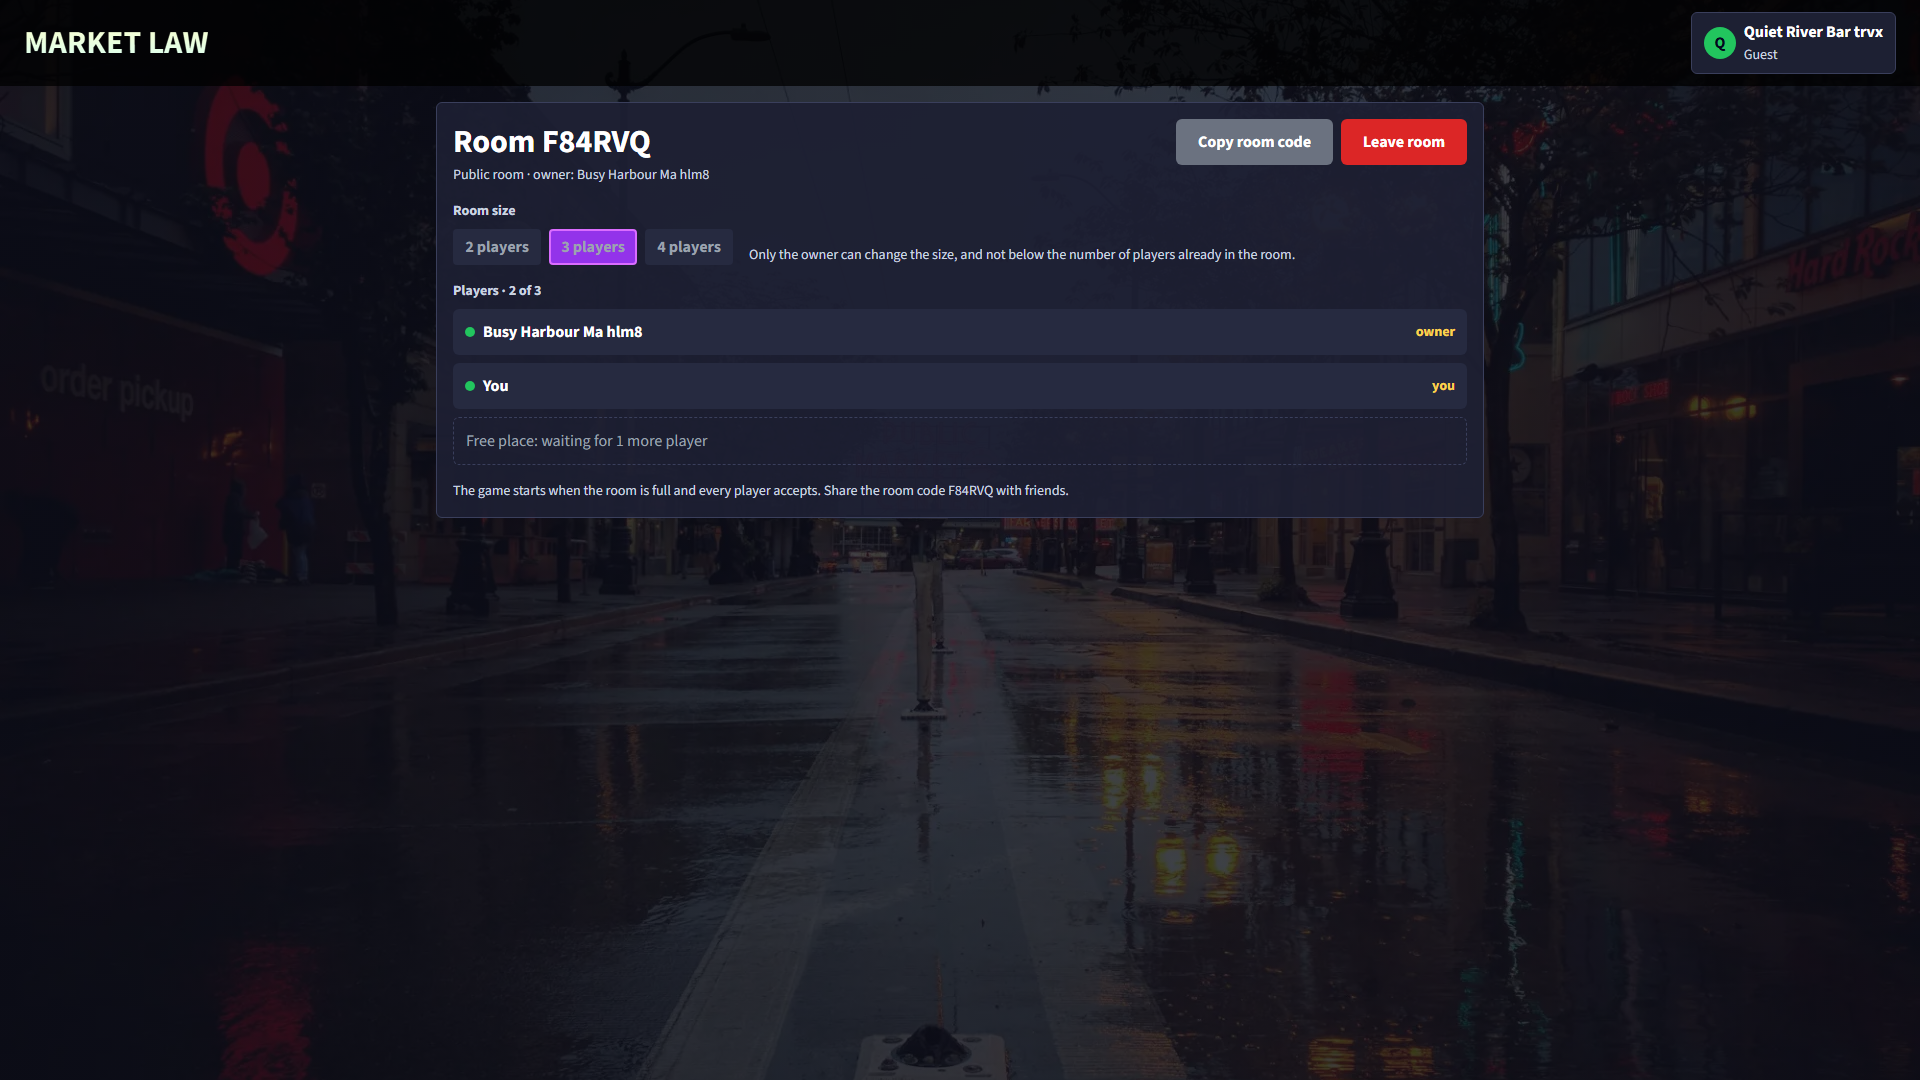 MARKET LAW
Q
Quiet River Bar trvx
Guest
Room F84RVQ
Copy room code
Leave room
Public room · owner: Busy Harbour Ma hlm8
Room size
2 players
3 players
4 players
Only the owner can change the size, and not below the number of players already in the room.
Players · 2 of 3
Busy Harbour Ma hlm8
owner
You
you
Free place: waiting for 1 more player
The game starts when the room is full and every player accepts. Share the room code F84RVQ with friends.
order pickup
Hard Rock